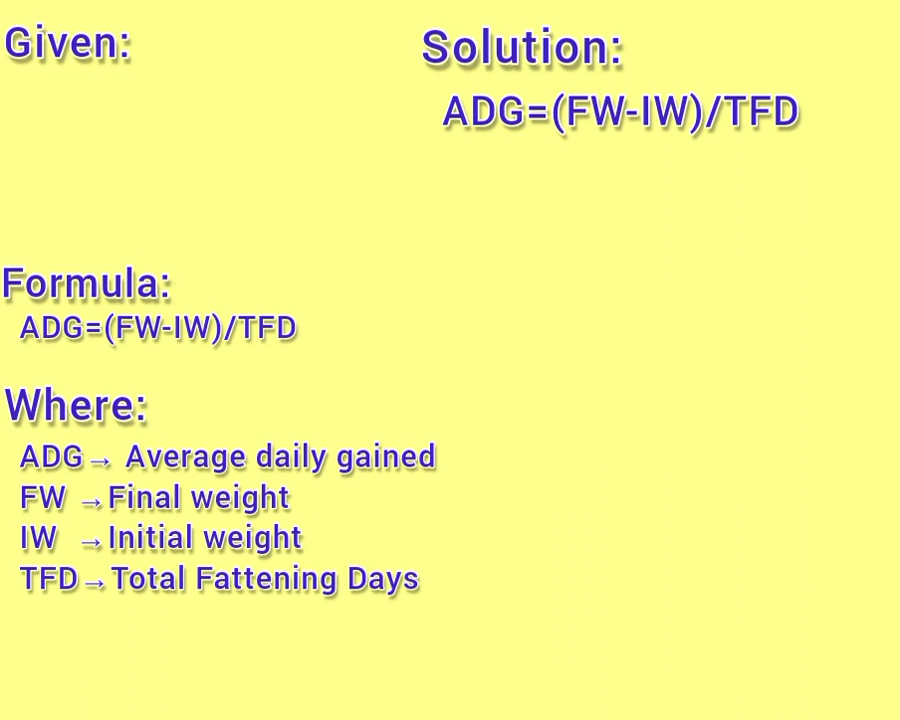 Given:
Solution:
ADG=(FW-IW)/TFD
Formula:
ADG=(FW-IW)/TFD
Where:
ADG→ Average daily gained
FW →Final weight
IW →Initial weight
TFD→Total Fattening Days